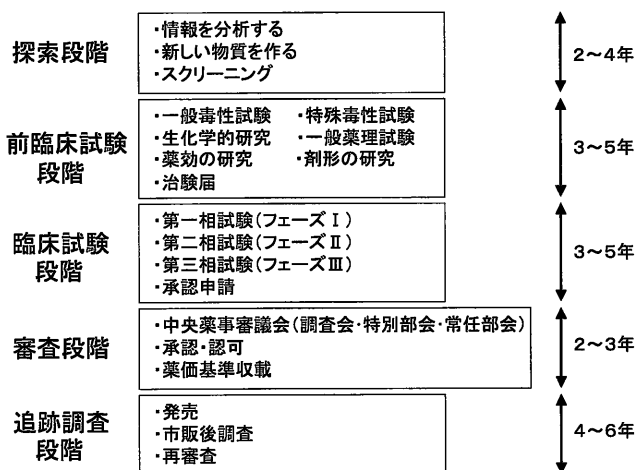 探索段階
・情報を分析する
・新しい物質を作る
・スクリーニング
2～4年
前臨床試験
段階
・一般毒性試験　・特殊毒性試験
・生化学的研究　・一般薬理試験
・薬効の研究　・剤形の研究
・治験届
3～5年
臨床試験
段階
・第一相試験(フェーズⅠ)
・第二相試験(フェーズⅡ)
・第三相試験(フェーズⅢ)
・承認申請
3～5年
審査段階
・中央薬事審議会(調査会・特別部会・常任部会)
・承認・認可
・薬価基準収載
2～3年
追跡調査
段階
・発売
・市販後調査
・再審査
4～6年